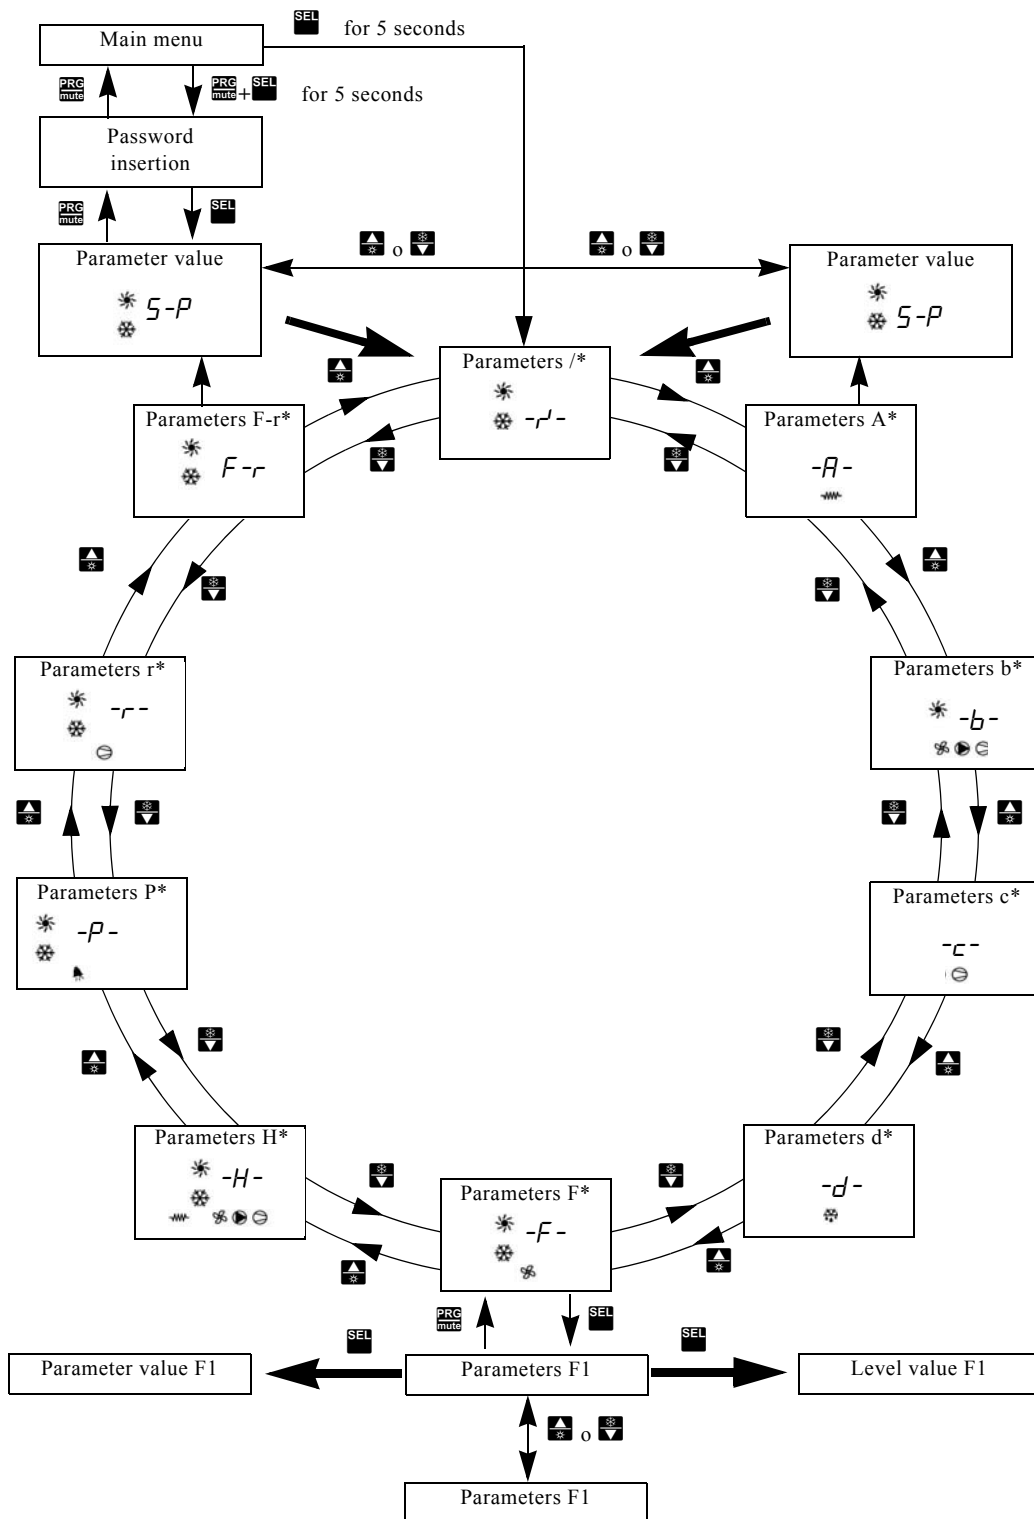 SEL for 5 seconds
Main menu
PRG mute
PRG mute + SEL for 5 seconds
Password
insertion
PRG mute
SEL
Parameter value
S-P
o
o
Parameter value
S-P
Parameters /*
-r'-
Parameters F-r*
F-r
Parameters A*
-A-
Parameters r*
-r-
Parameters b*
-b-
Parameters P*
-P-
Parameters c*
-c-
Parameters H*
-H-
Parameters d*
-d-
Parameters F*
-F-
PRG mute
SEL
SEL
SEL
Parameter value F1
Parameters F1
Level value F1
o
Parameters F1